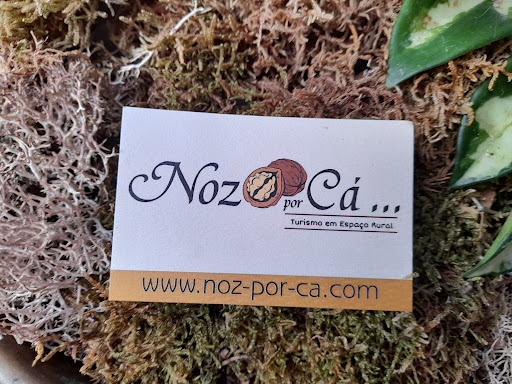 Noz por Cá ...
Turismo em Espaço Rural
www.noz-por-ca.com